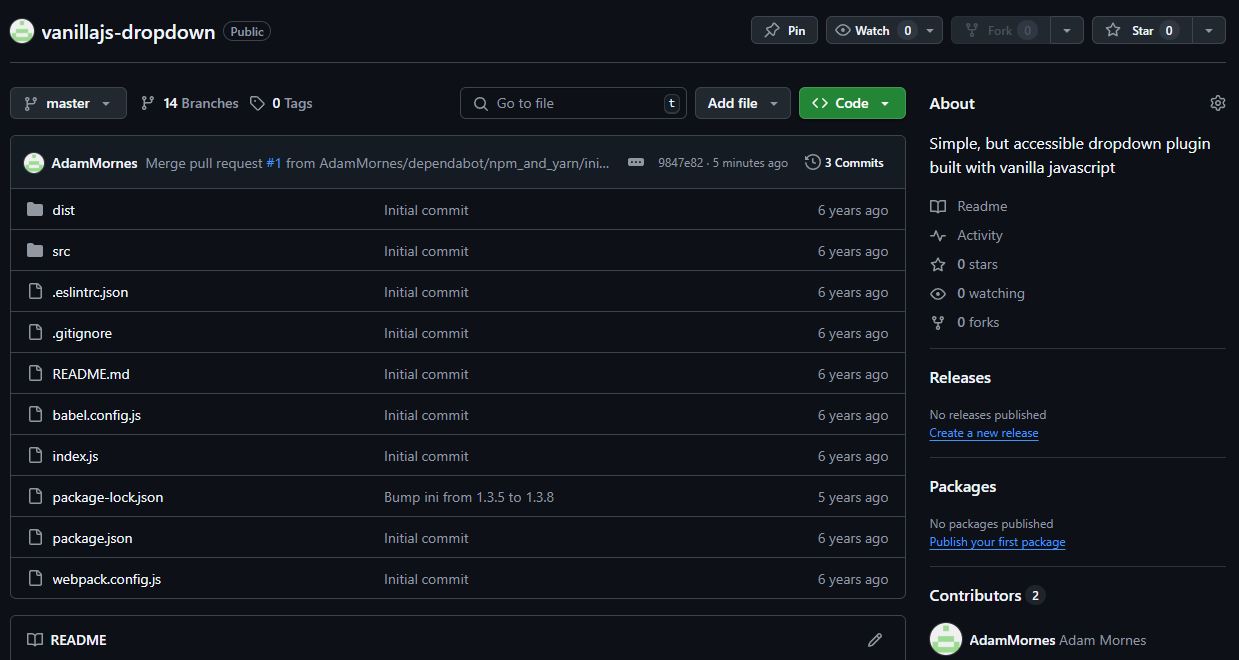 vanillajs-dropdown Public Pin Watch 0 Fork 0 Star 0
master 14 Branches 0 Tags Go to file t Add file Code
AdamMornes Merge pull request #1 from AdamMornes/dependabot/npm_and_yarn/ini... 9847e82 · 5 minutes ago 3 Commits
dist Initial commit 6 years ago
src Initial commit 6 years ago
.eslintrc.json Initial commit 6 years ago
.gitignore Initial commit 6 years ago
README.md Initial commit 6 years ago
babel.config.js Initial commit 6 years ago
index.js Initial commit 6 years ago
package-lock.json Bump ini from 1.3.5 to 1.3.8 5 years ago
package.json Initial commit 6 years ago
webpack.config.js Initial commit 6 years ago
README
About
Simple, but accessible dropdown plugin
built with vanilla javascript
Readme
Activity
0 stars
0 watching
0 forks
Releases
No releases published
Create a new release
Packages
No packages published
Publish your first package
Contributors 2
AdamMornes Adam Mornes